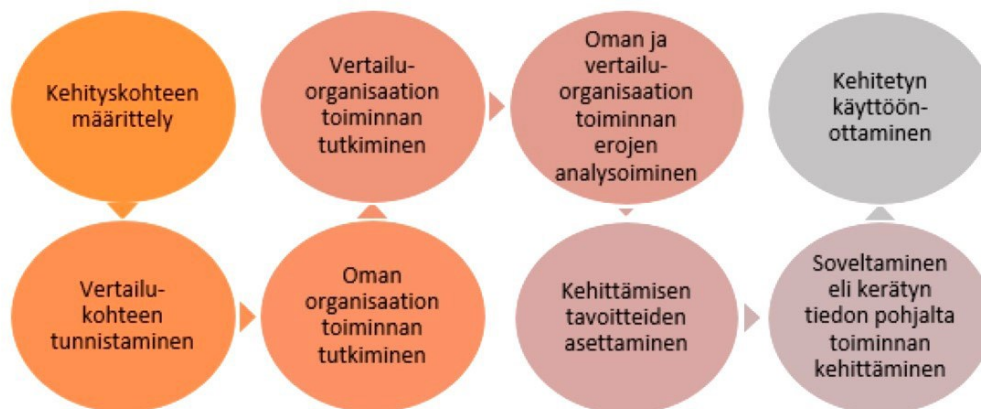 Kehityskohteen
määrittely
Vertailu-
kohteen
tunnistaminen
Oman
organisaation
toiminnan
tutkiminen
Vertailu-
organisaation
toiminnan
tutkiminen
Oman ja
vertailu-
organisaation
toiminnan
erojen
analysoiminen
Kehittämisen
tavoitteiden
asettaminen
Soveltaminen
eli kerätyn
tiedon pohjalta
toiminnan
kehittäminen
Kehitetyn
käyttöön-
ottaminen